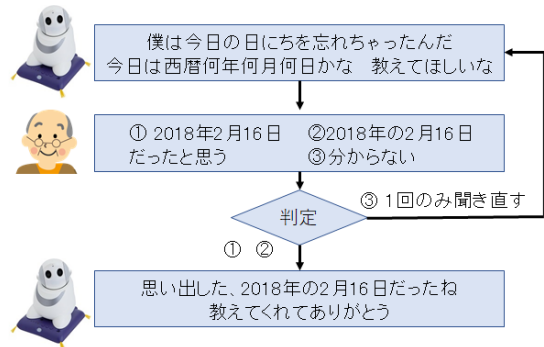 僕は今日の日にちを忘れちゃったんだ
今日は西暦何年何月何日かな 教えてほしいな
① 2018年2月16日 ②2018年の2月16日
だったと思う ③分からない
判定
③ 1回のみ聞き直す
① ②
思い出した、2018年の2月16日だったね
教えてくれてありがとう